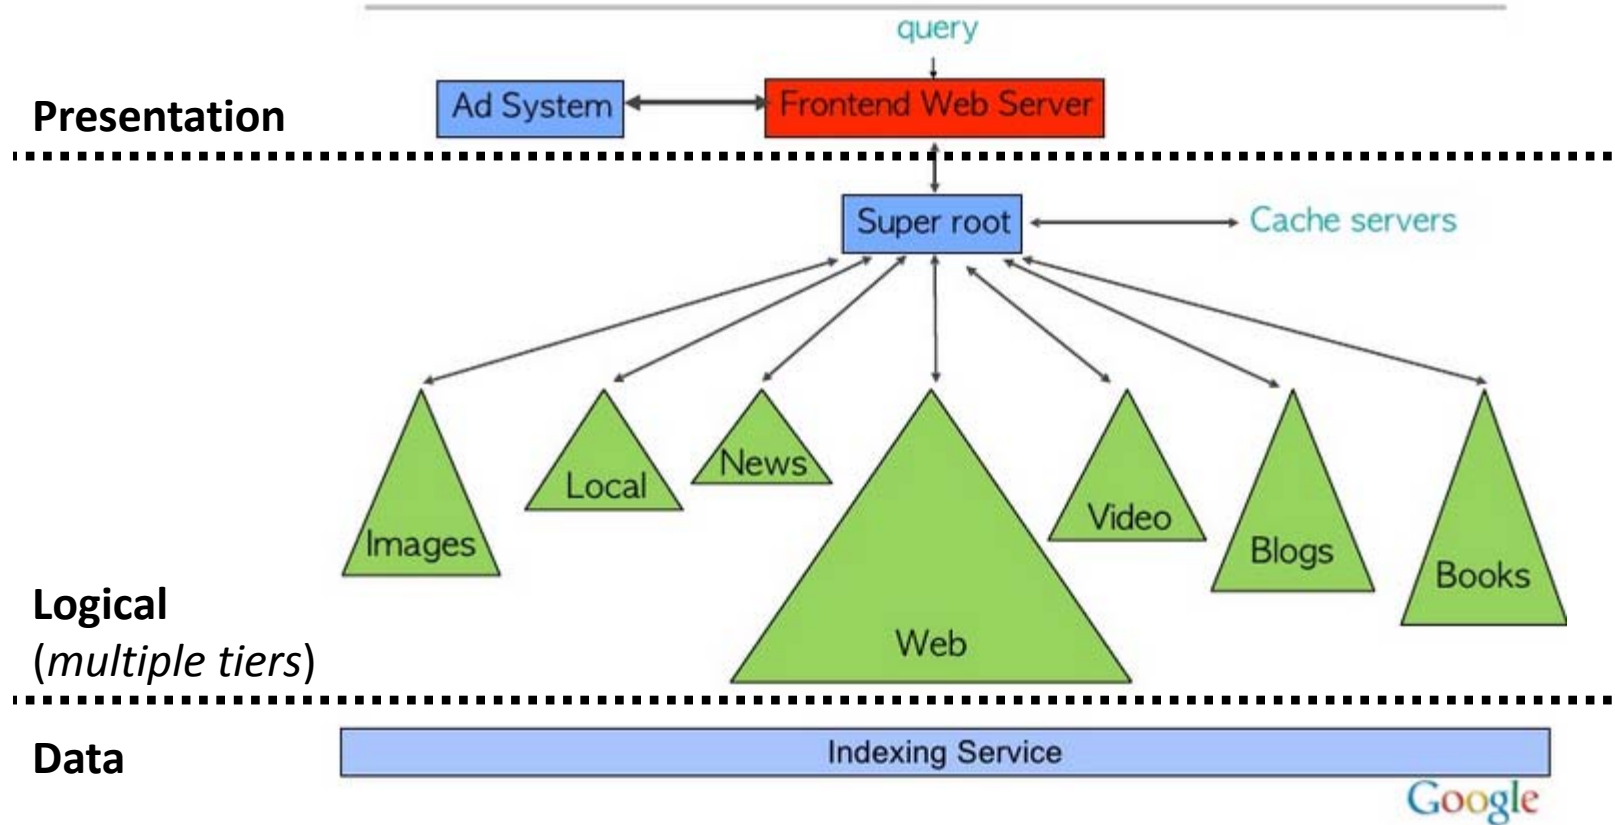 query
Presentation
Ad System
Frontend Web Server
Super root
Cache servers
Images
Local
News
Web
Video
Blogs
Books
Logical
(multiple tiers)
Data
Indexing Service
Google